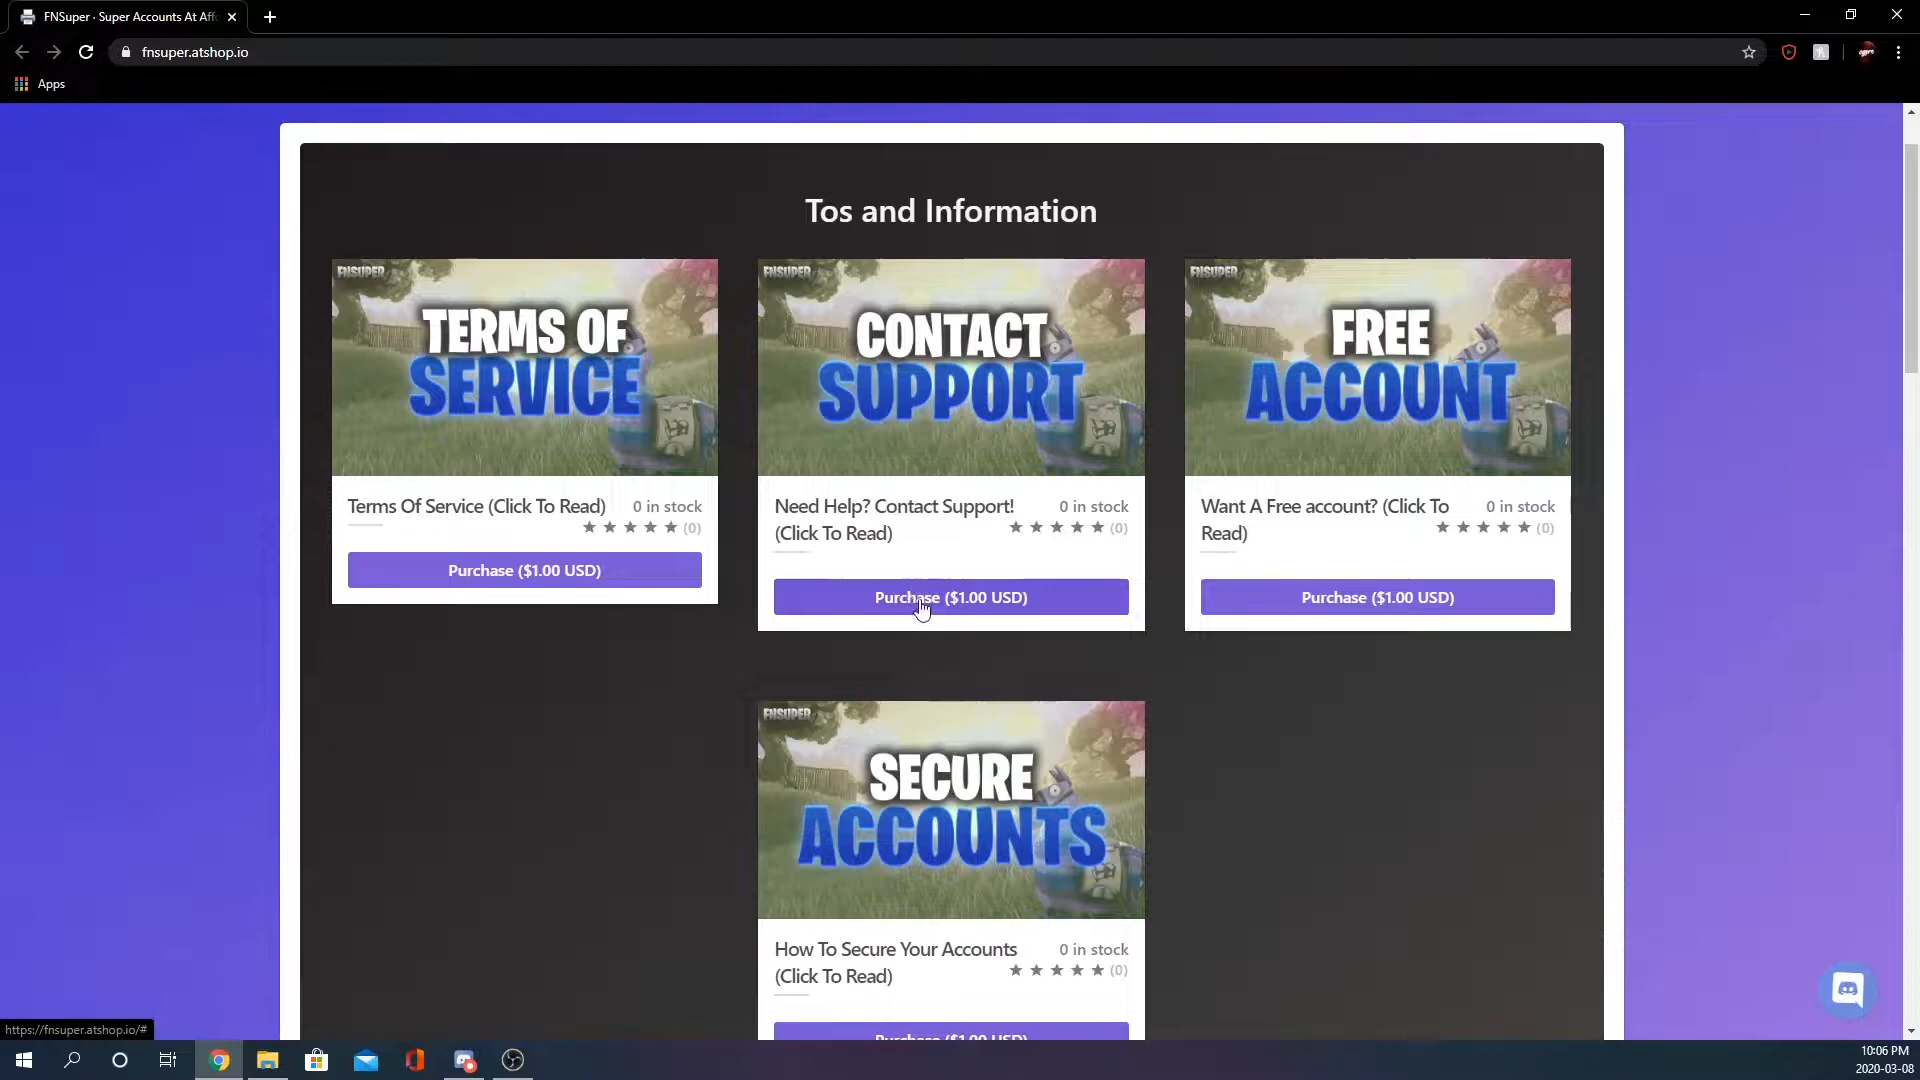 FNSuper · Super Accounts At Aff
fnsuper.atshop.io
Apps
Tos and Information
FNSUPER
TERMS OF
SERVICE
FNSUPER
CONTACT
SUPPORT
FNSUPER
FREE
ACCOUNT
Terms Of Service (Click To Read)
0 in stock
(0)
Purchase ($1.00 USD)
Need Help? Contact Support!
(Click To Read)
0 in stock
(0)
Purchase ($1.00 USD)
Want A Free account? (Click To
Read)
0 in stock
(0)
Purchase ($1.00 USD)
FNSUPER
SECURE
ACCOUNTS
How To Secure Your Accounts
(Click To Read)
0 in stock
(0)
Purchase ($1.00 USD)
https://fnsuper.atshop.io/#
10:06 PM
2020-03-08